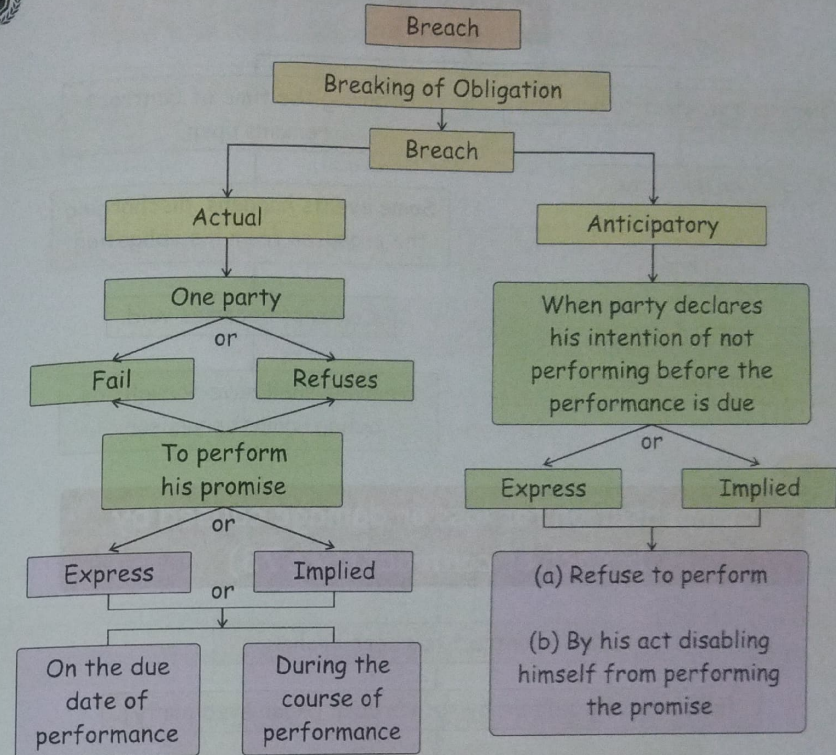 Breach
Breaking of Obligation
Breach
Actual
Anticipatory
One party
or
Fail
Refuses
To perform
his promise
or
Express
Implied
or
On the due
date of
performance
During the
course of
performance
When party declares
his intention of not
performing before the
performance is due
or
Express
Implied
(a) Refuse to perform
(b) By his act disabling
himself from performing
the promise